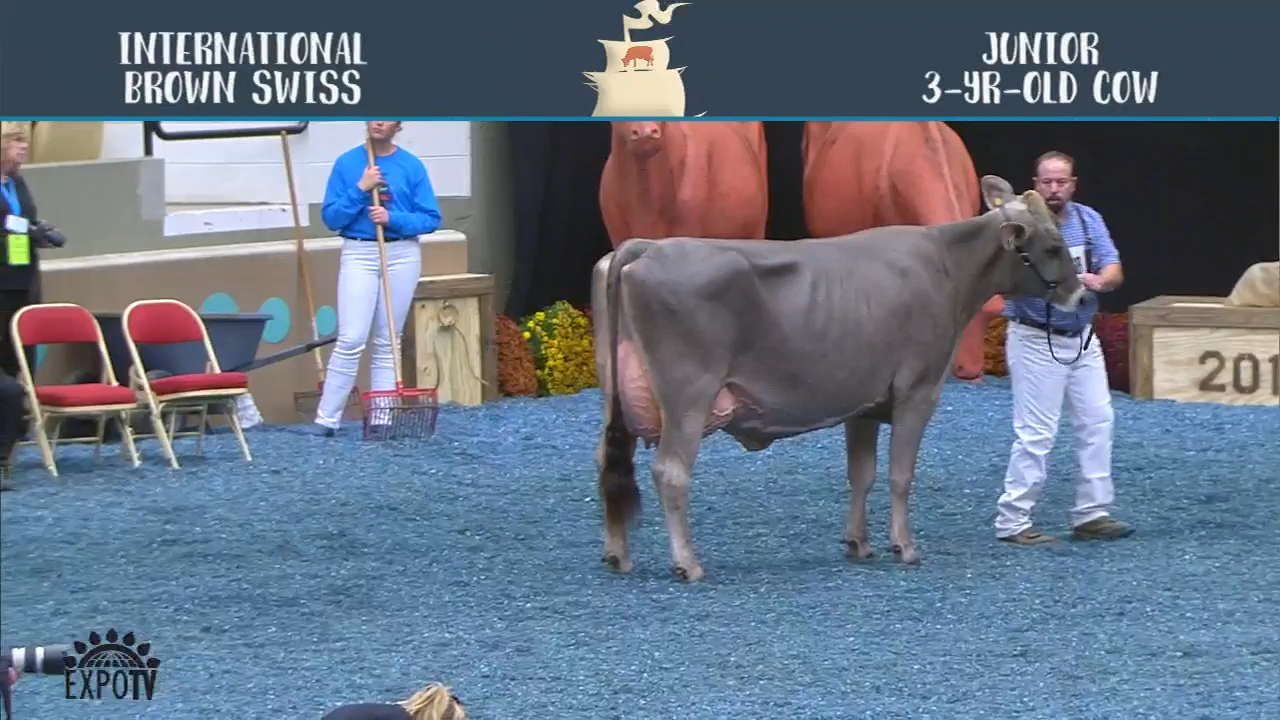 INTERNATIONAL
BROWN SWISS
JUNIOR
3-YR-OLD COW
201
EXPOTV